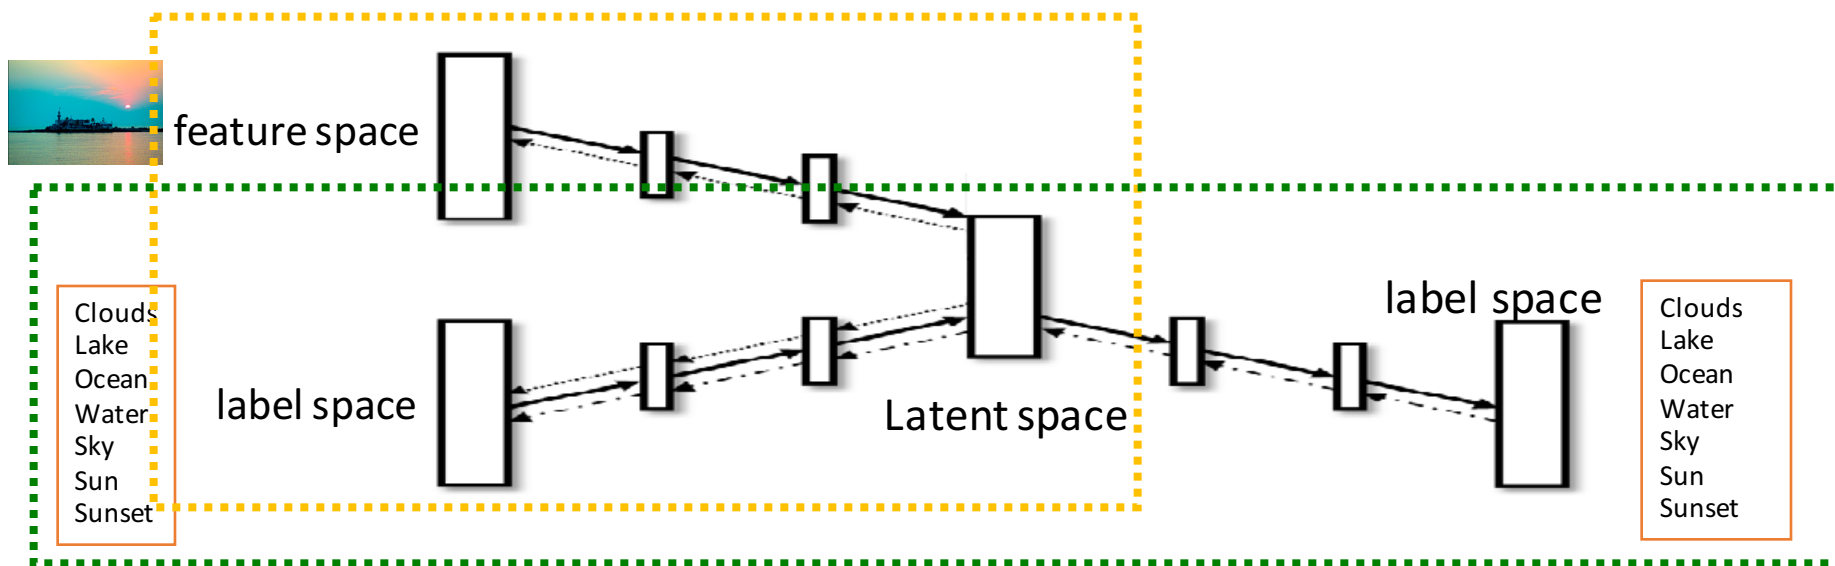 feature space
label space
Clouds
Lake
Ocean
Water
Sky
Sun
Sunset
label space
Latent space
Clouds
Lake
Ocean
Water
Sky
Sun
Sunset